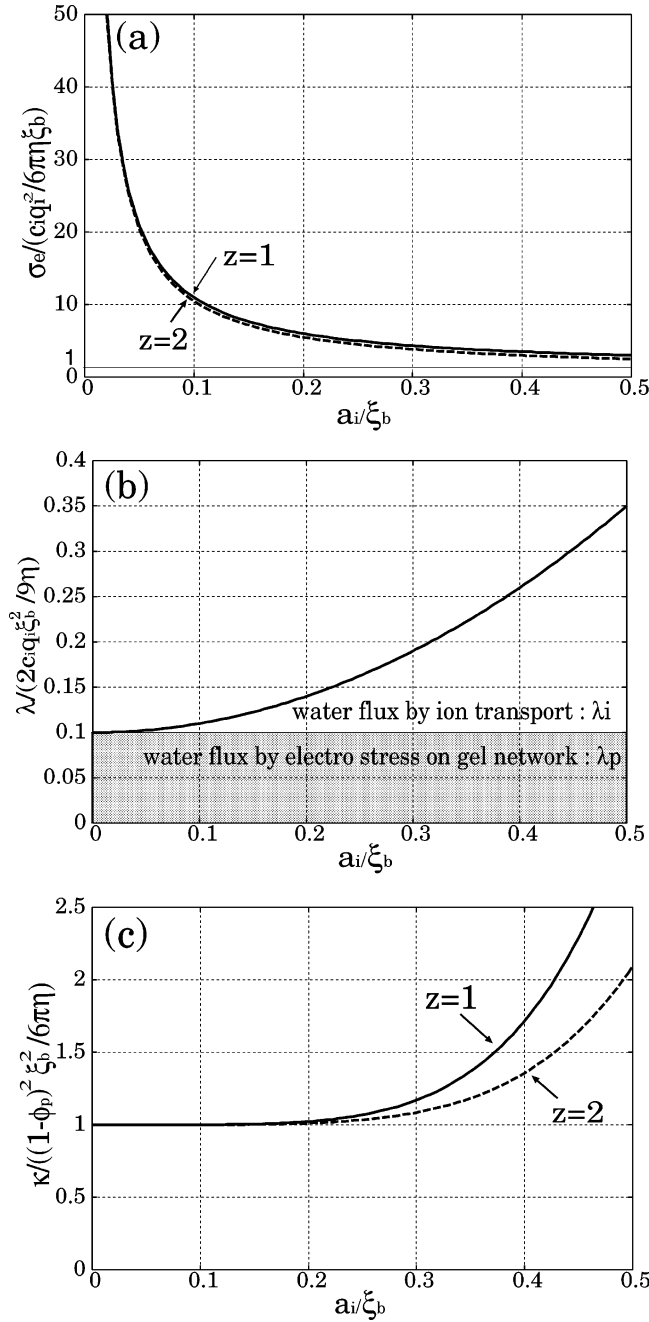 (a)
σe/(ciqi²/6πηξb)
50
40
30
20
10
1
0
z=1
z=2
0 0.1 0.2 0.3 0.4 0.5
ai/ξb
(b)
λ/(2ciqiξb²/9η)
0.4
0.35
0.3
0.25
0.2
0.15
0.1
0.05
0
water flux by ion transport : λi
water flux by electro stress on gel network : λp
0 0.1 0.2 0.3 0.4 0.5
ai/ξb
(c)
κ/((1-ϕp)² ξb²/6πη)
2.5
2
1.5
1
0.5
0
z=1
z=2
0 0.1 0.2 0.3 0.4 0.5
ai/ξb